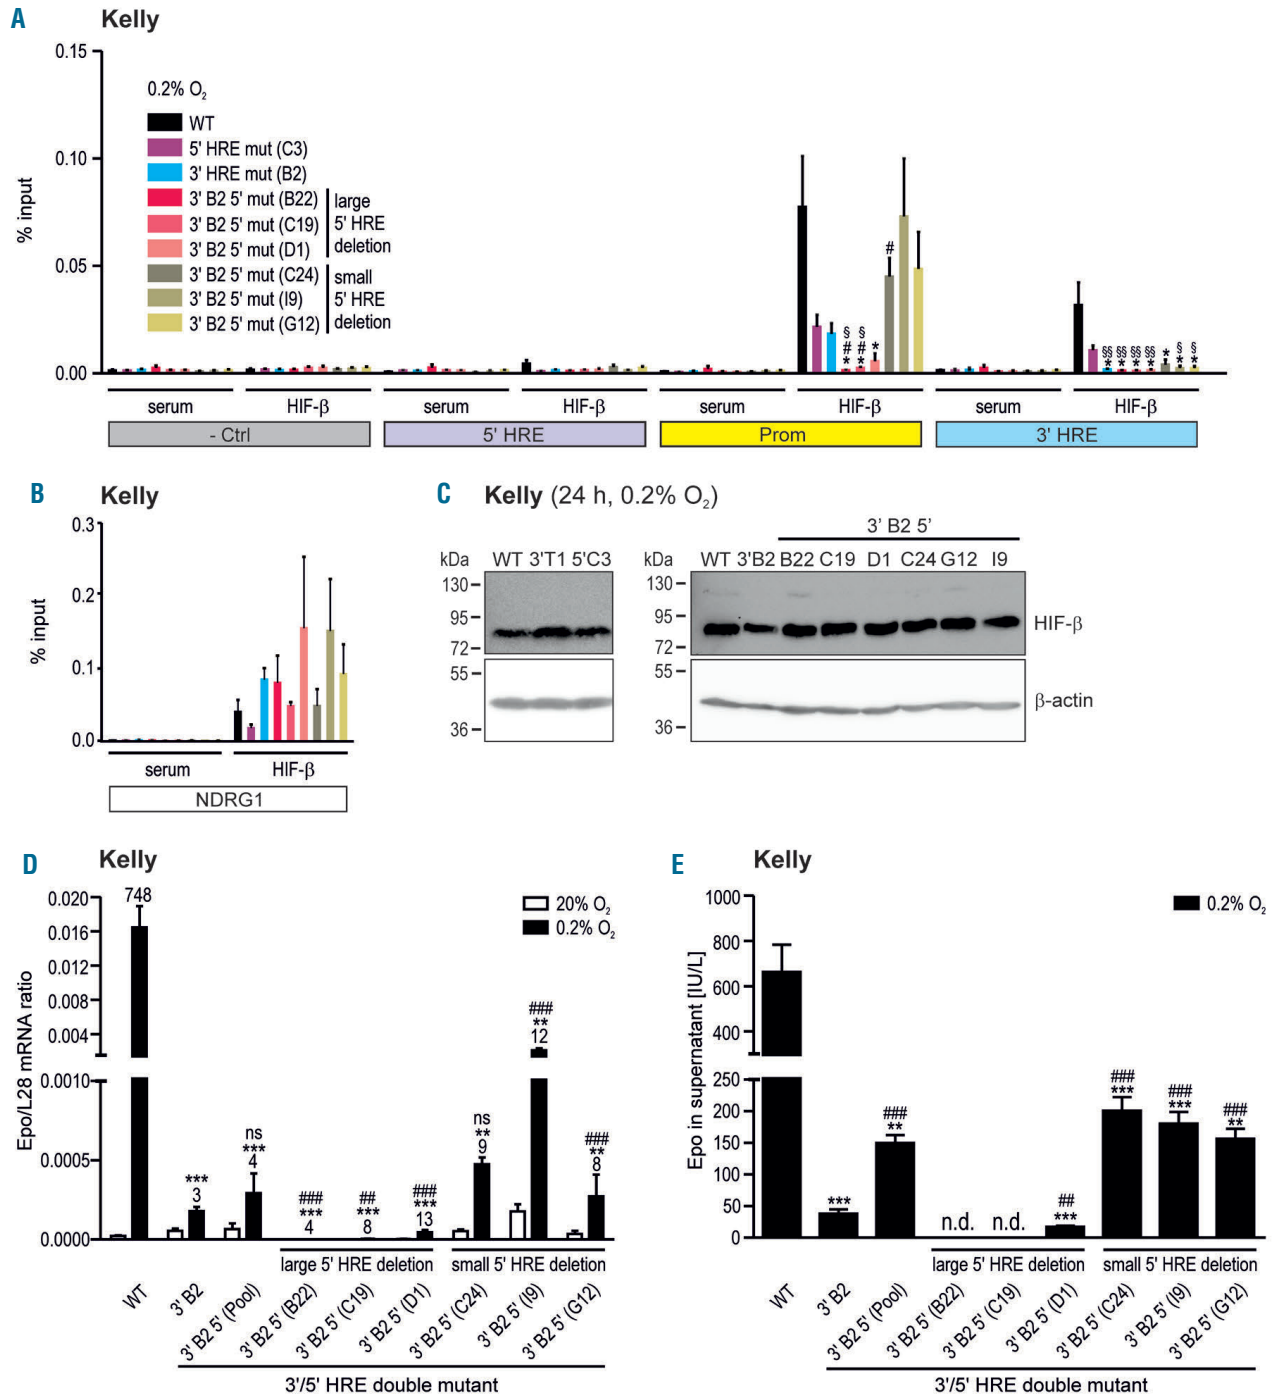 A Kelly
0.15
0.10
0.05
0.00
% input
0.2% O₂
WT
5' HRE mut (C3)
3' HRE mut (B2)
3' B2 5' mut (B22)
3' B2 5' mut (C19)
3' B2 5' mut (D1)
large
5' HRE
deletion
3' B2 5' mut (C24)
3' B2 5' mut (I9)
3' B2 5' mut (G12)
small
5' HRE
deletion
§ § #
# # 
* * *
§§ §§ §§ §§ § §
* * * * * * *
serum HIF-β serum HIF-β serum HIF-β serum HIF-β
- Ctrl 5' HRE Prom 3' HRE
B Kelly
0.3
0.2
0.1
0.0
% input
serum HIF-β
NDRG1
C Kelly (24 h, 0.2% O₂)
3' B2 5'
kDa WT 3'T1 5'C3
130
95
72
55
36
kDa WT 3'B2 B22 C19 D1 C24 G12 I9
130
95
72
55
36
HIF-β
β-actin
D Kelly
Epo/L28 mRNA ratio
0.020
0.016
0.012
0.008
0.004
0.0010
0.0005
0.0000
20% O₂
0.2% O₂
748
***
3
ns
***
4
###
***
4
##
***
8
###
***
13
ns
**
9
###
**
12
###
**
8
large 5' HRE deletion small 5' HRE deletion
WT
3' B2
3' B2 5' (Pool)
3' B2 5' (B22)
3' B2 5' (C19)
3' B2 5' (D1)
3' B2 5' (C24)
3' B2 5' (I9)
3' B2 5' (G12)
3'/5' HRE double mutant
E Kelly
Epo in supernatant [IU/L]
1000
800
600
400
250
200
150
100
50
0
0.2% O₂
***
###
**
n.d.
n.d.
##
***
###
***
###
***
###
**
large 5' HRE deletion small 5' HRE deletion
WT
3' B2
3' B2 5' (Pool)
3' B2 5' (B22)
3' B2 5' (C19)
3' B2 5' (D1)
3' B2 5' (C24)
3' B2 5' (I9)
3' B2 5' (G12)
3'/5' HRE double mutant